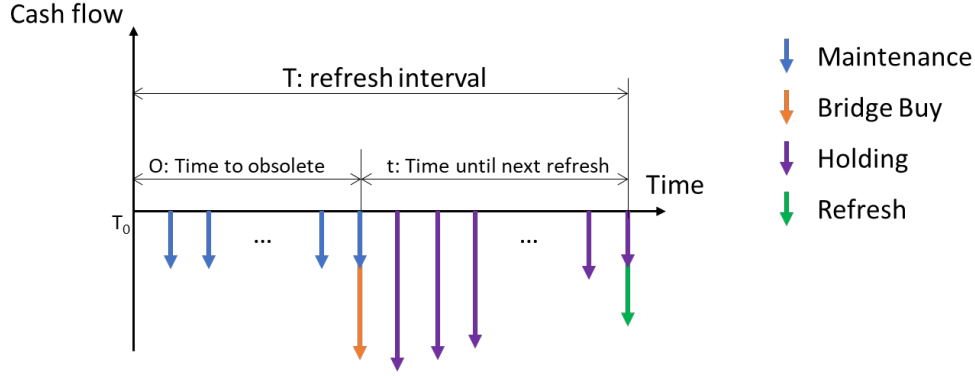 Cash flow
T: refresh interval
O: Time to obsolete
t: Time until next refresh
Time
T₀
...
...
Maintenance
Bridge Buy
Holding
Refresh